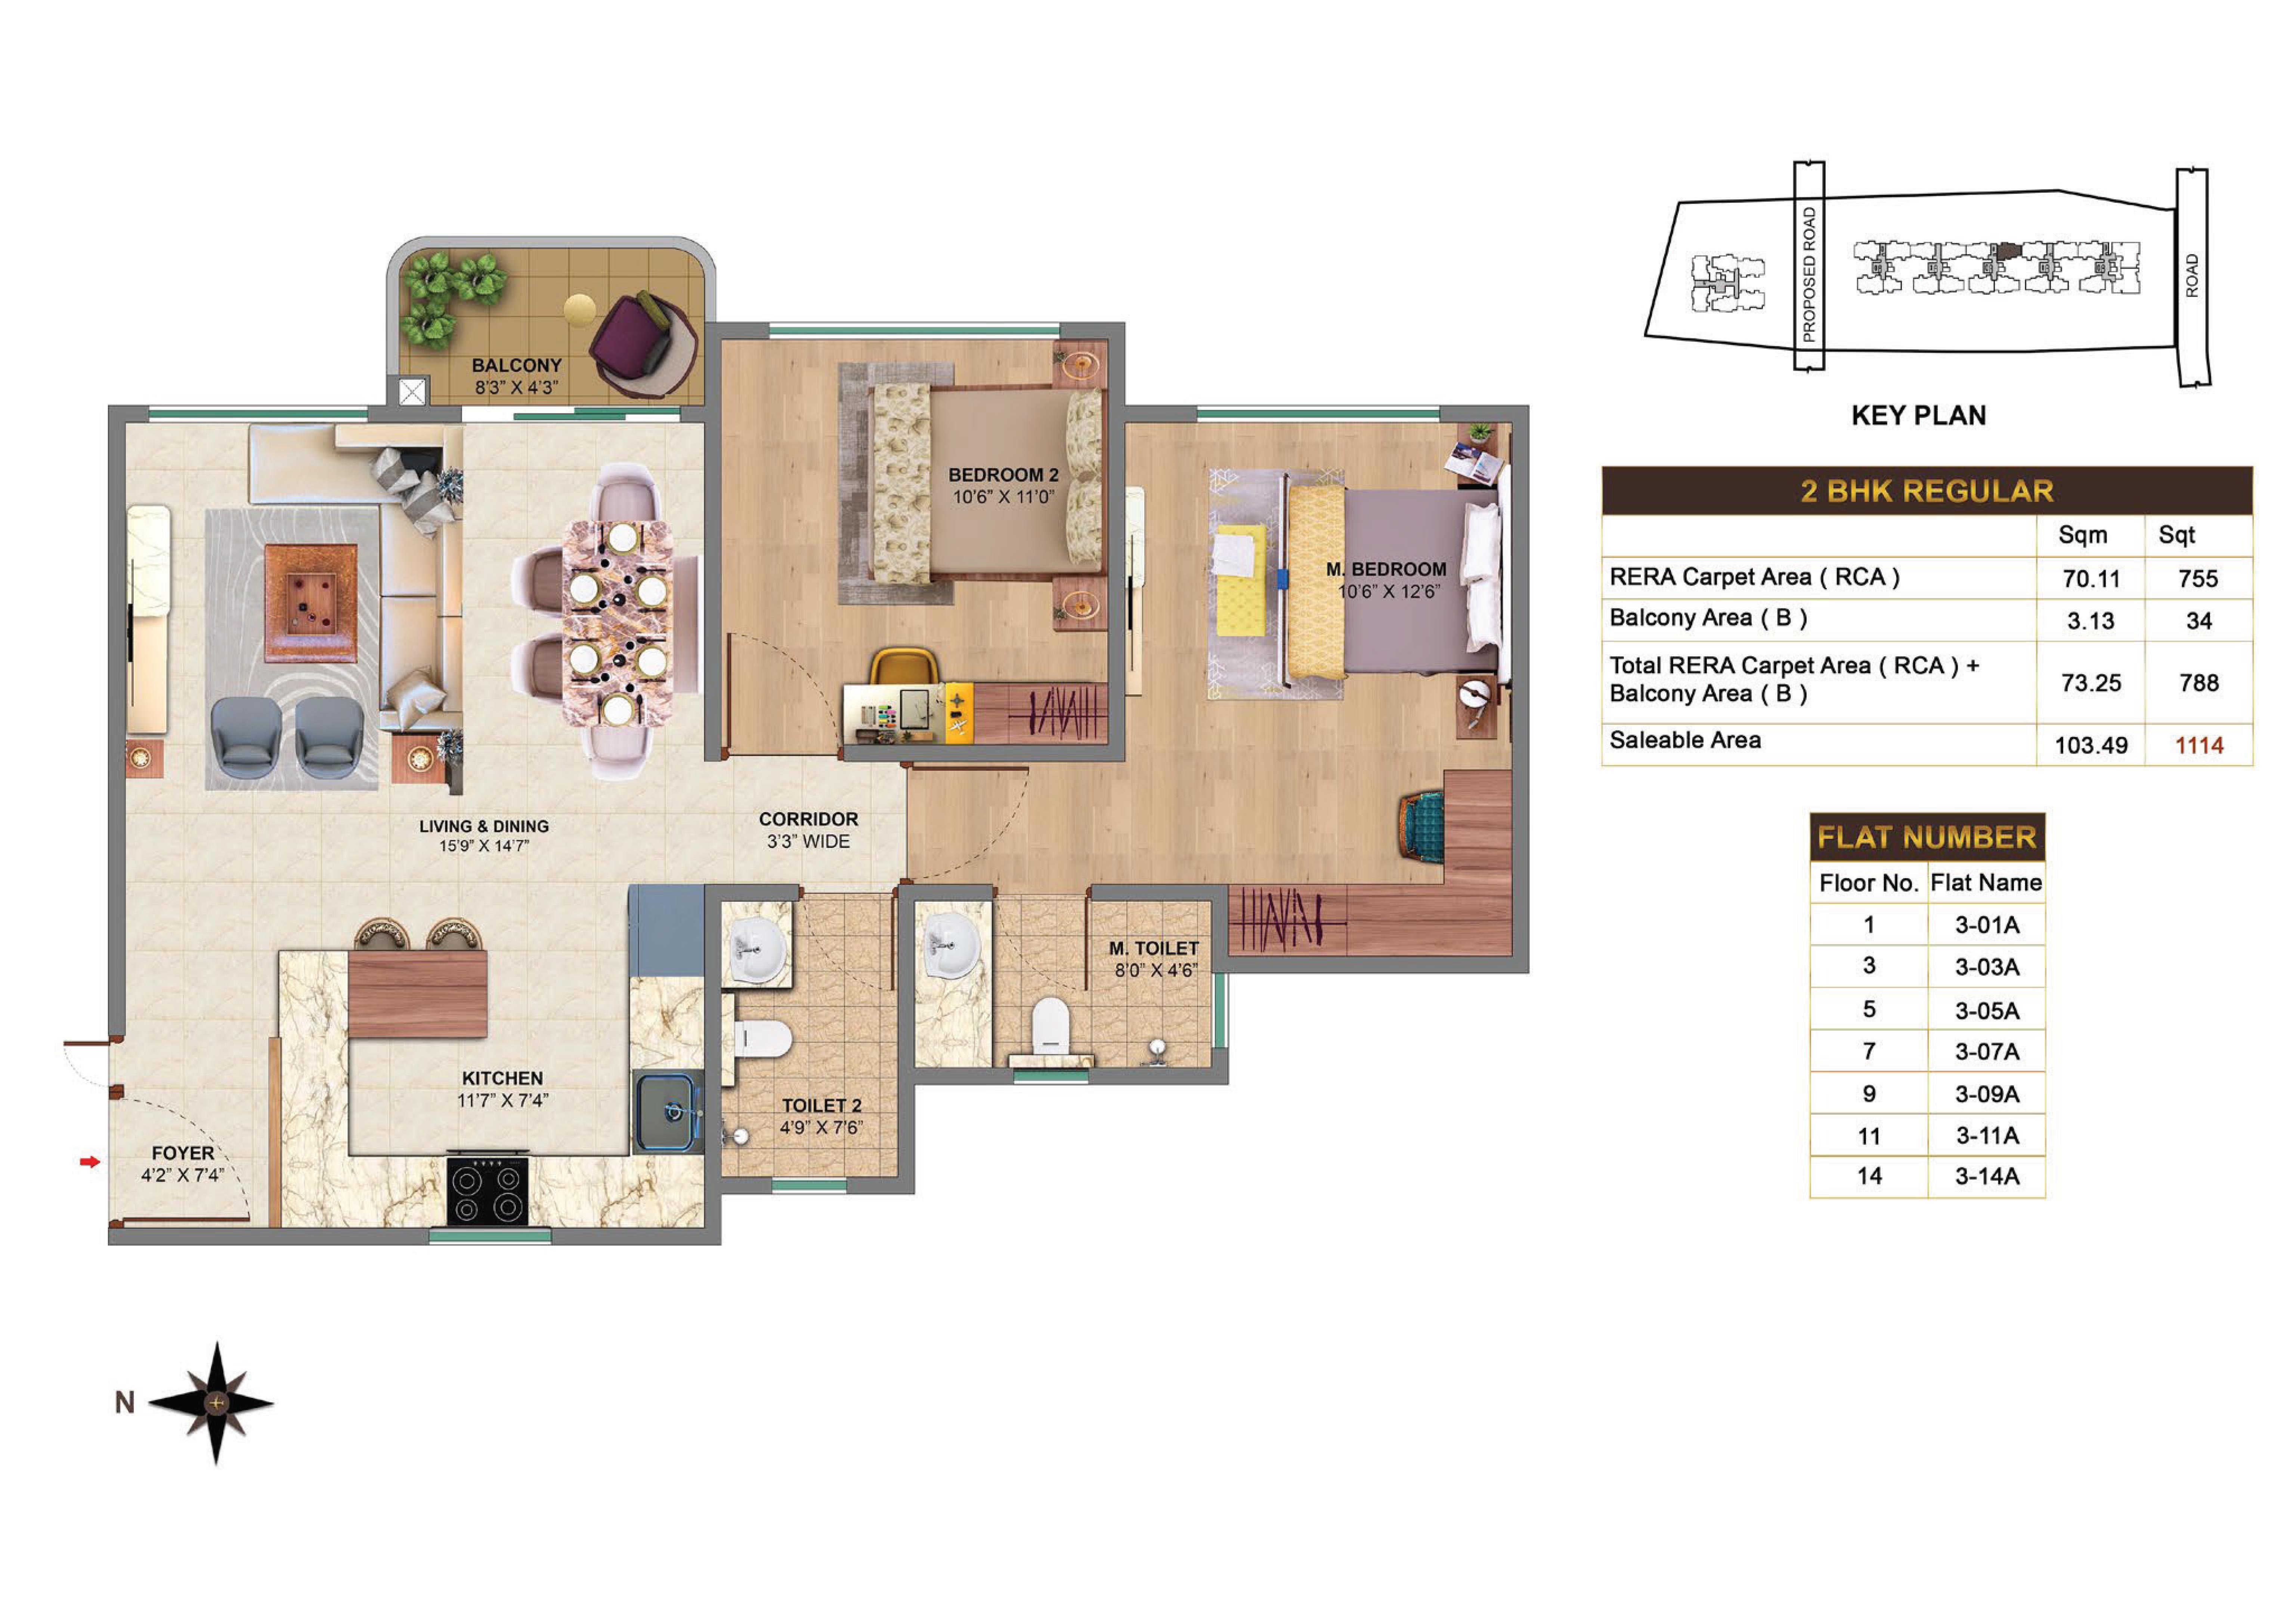 BALCONY
8'3" X 4'3"
BEDROOM 2
10'6" X 11'0"
M. BEDROOM
10'6" X 12'6"
LIVING & DINING
15'9" X 14'7"
CORRIDOR
3'3" WIDE
M. TOILET
8'0" X 4'6"
KITCHEN
11'7" X 7'4"
TOILET 2
4'9" X 7'6"
FOYER
4'2" X 7'4"
N
PROPOSED ROAD
ROAD
KEY PLAN
2 BHK REGULAR
Sqm Sqt
RERA Carpet Area ( RCA ) 70.11 755
Balcony Area ( B ) 3.13 34
Total RERA Carpet Area ( RCA ) +
Balcony Area ( B ) 73.25 788
Saleable Area 103.49 1114
FLAT NUMBER
Floor No. Flat Name
1 3-01A
3 3-03A
5 3-05A
7 3-07A
9 3-09A
11 3-11A
14 3-14A